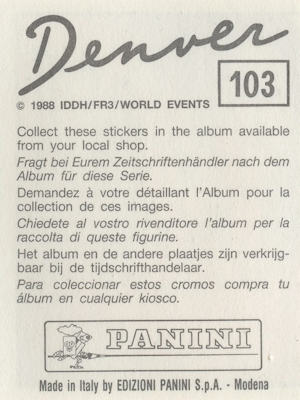 Denver
103
© 1988 IDDH/FR3/WORLD EVENTS
Collect these stickers in the album available
from your local shop.
Fragt bei Eurem Zeitschriftenhändler nach dem
Album für diese Serie.
Demandez à votre détaillant l'Album pour la
collection de ces images.
Chiedete al vostro rivenditore l'album per la
raccolta di queste figurine.
Het album en de andere plaatjes zijn verkrijg-
baar bij de tijdschrifthandelaar.
Para coleccionar estos cromos compra tu
álbum en cualquier kiosco.
PANINI
Made in Italy by EDIZIONI PANINI S.p.A. - Modena